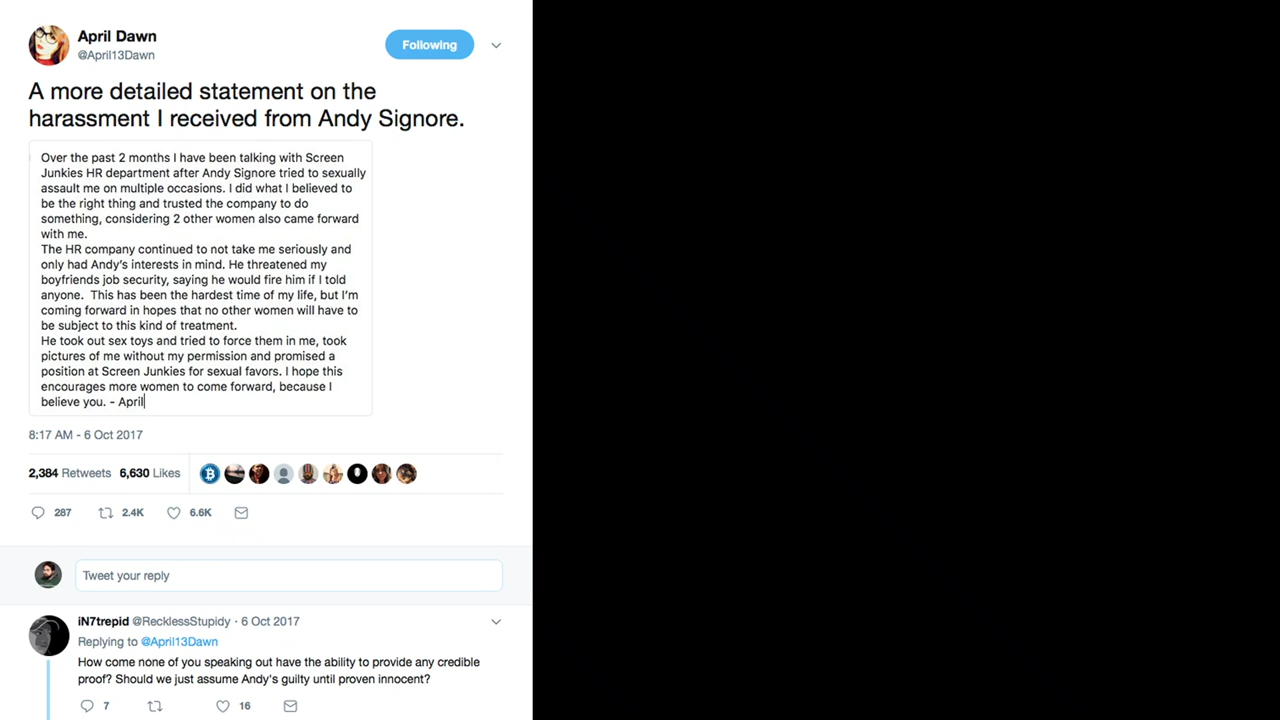 April Dawn
@April13Dawn
Following
A more detailed statement on the
harassment I received from Andy Signore.
Over the past 2 months I have been talking with Screen
Junkies HR department after Andy Signore tried to sexually
assault me on multiple occasions. I did what I believed to
be the right thing and trusted the company to do
something, considering 2 other women also came forward
with me.
The HR company continued to not take me seriously and
only had Andy's interests in mind. He threatened my
boyfriends job security, saying he would fire him if I told
anyone.  This has been the hardest time of my life, but I'm
coming forward in hopes that no other women will have to
be subject to this kind of treatment.
He took out sex toys and tried to force them in me, took
pictures of me without my permission and promised a
position at Screen Junkies for sexual favors. I hope this
encourages more women to come forward, because I
believe you. - April
8:17 AM - 6 Oct 2017
2,384 Retweets 6,630 Likes
287 2.4K 6.6K
Tweet your reply
iN7trepid @RecklessStupidy · 6 Oct 2017
Replying to @April13Dawn
How come none of you speaking out have the ability to provide any credible
proof? Should we just assume Andy's guilty until proven innocent?
7 16